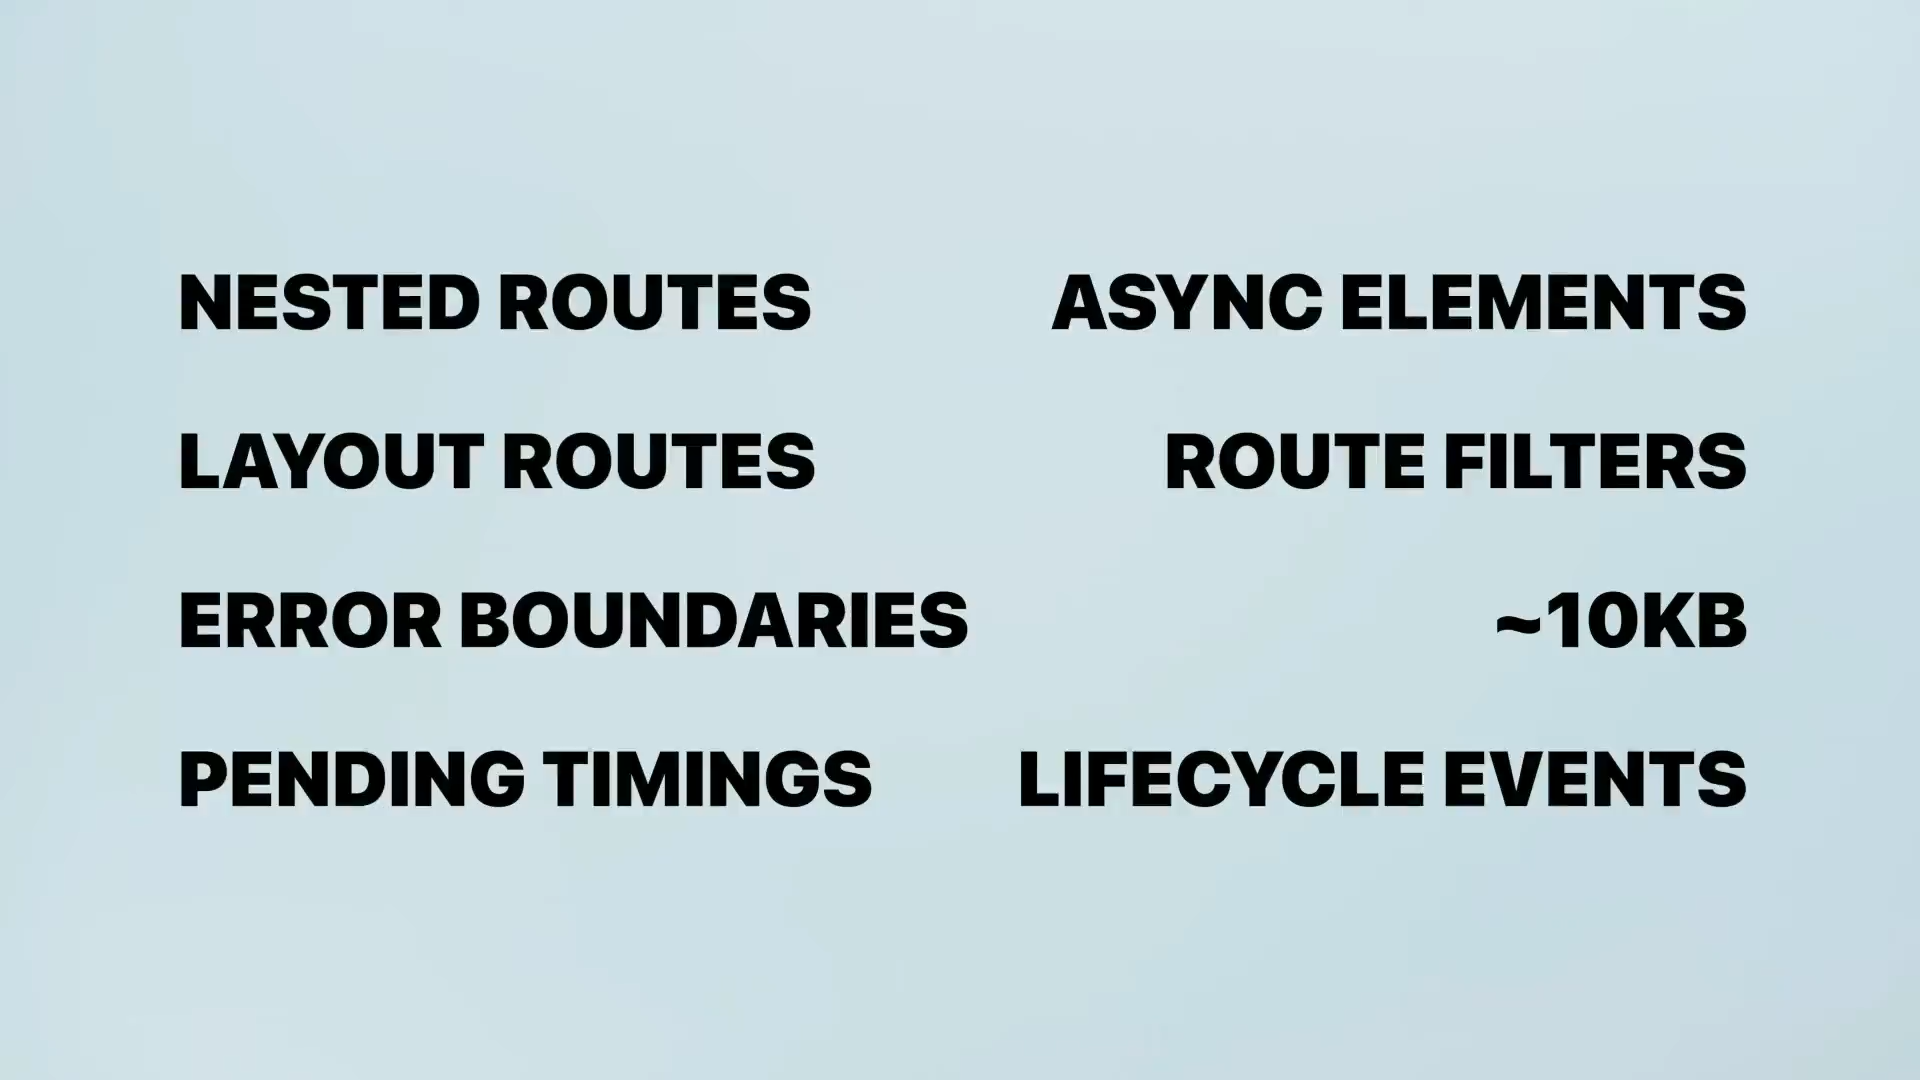 NESTED ROUTES
LAYOUT ROUTES
ERROR BOUNDARIES
PENDING TIMINGS
ASYNC ELEMENTS
ROUTE FILTERS
~10KB
LIFECYCLE EVENTS